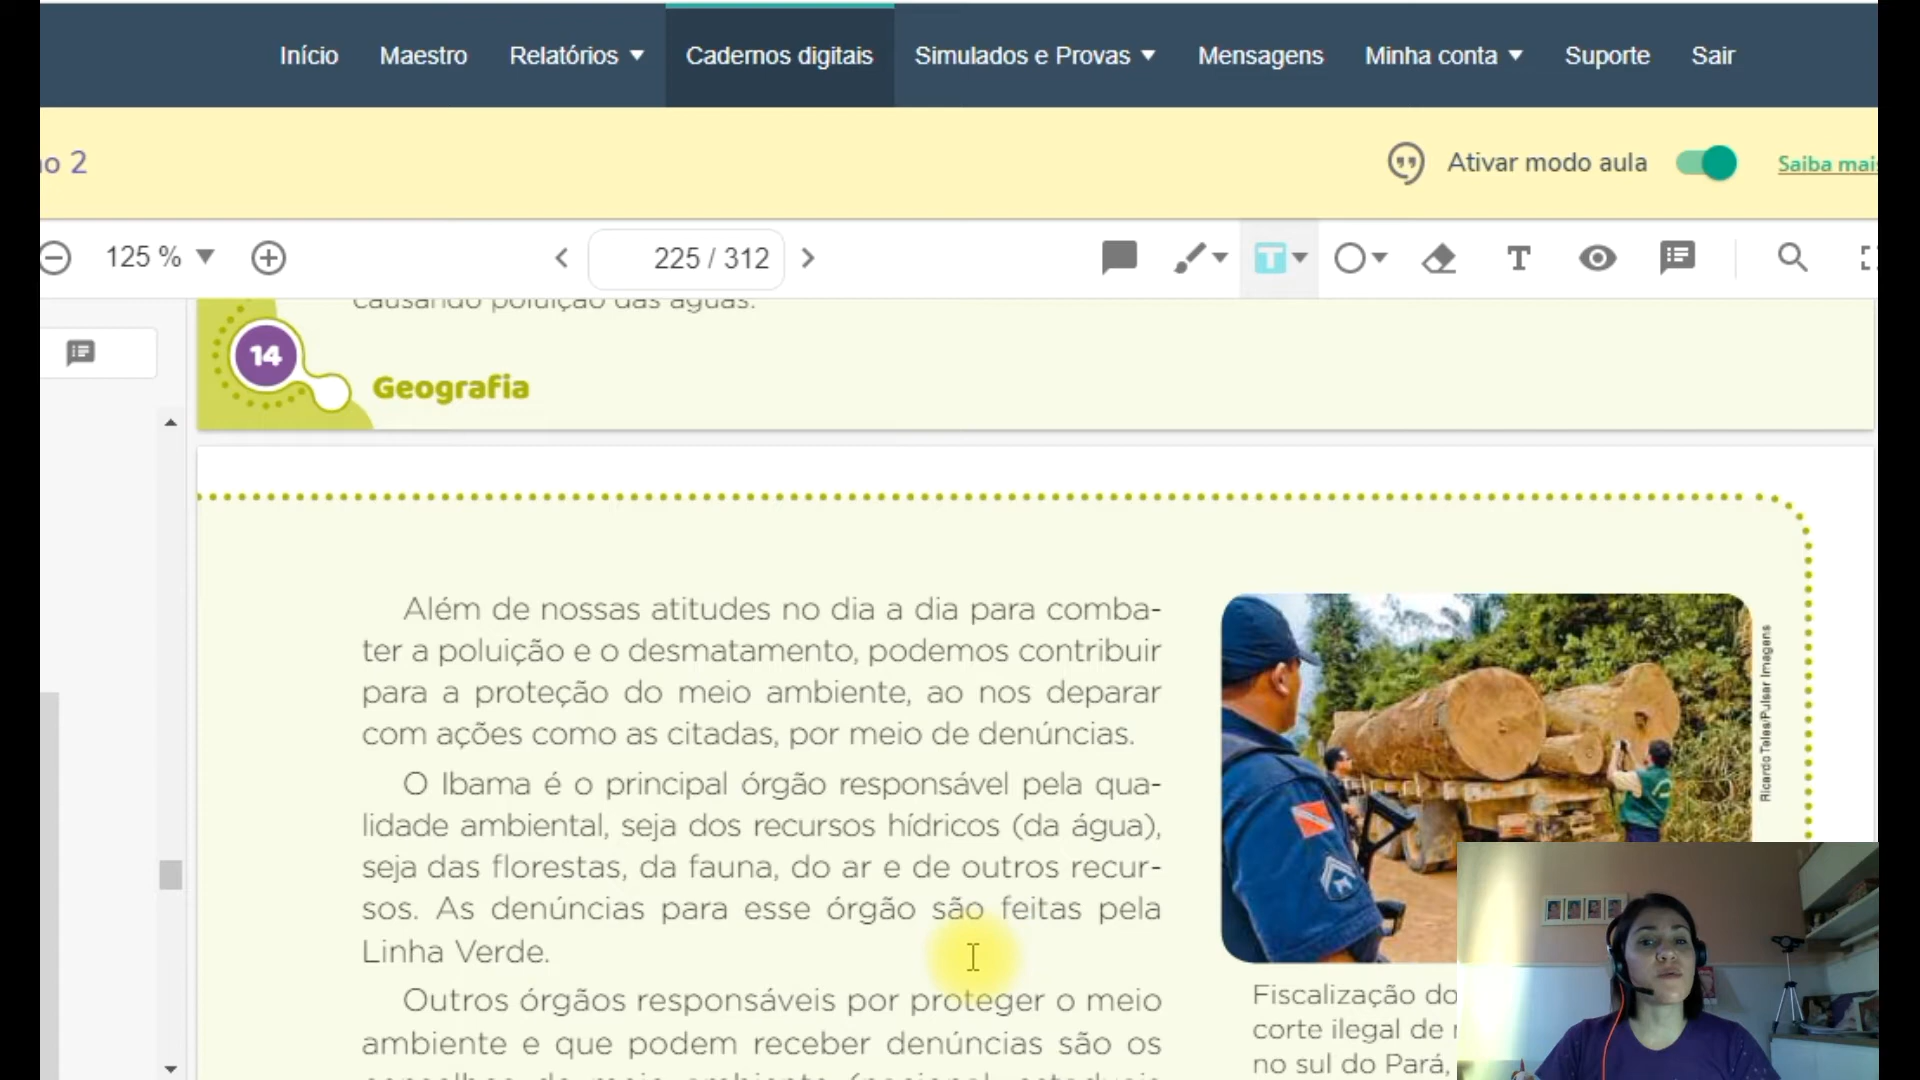 Início Maestro Relatórios Cadernos digitais Simulados e Provas Mensagens Minha conta Suporte Sair
2
Ativar modo aula
Saiba
125 %
225 / 312
causando poluição das águas.
14
Geografia
Além de nossas atitudes no dia a dia para comba-
ter a poluição e o desmatamento, podemos contribuir
para a proteção do meio ambiente, ao nos deparar
com ações como as citadas, por meio de denúncias.
O Ibama é o principal órgão responsável pela qua-
lidade ambiental, seja dos recursos hídricos (da água),
seja das florestas, da fauna, do ar e de outros recur-
sos. As denúncias para esse órgão são feitas pela
Linha Verde.
Outros órgãos responsáveis por proteger o meio
ambiente e que podem receber denúncias são os
Ricardo Teles/Pulsar Imagens
Fiscalização do
corte ilegal de
no sul do Pará,